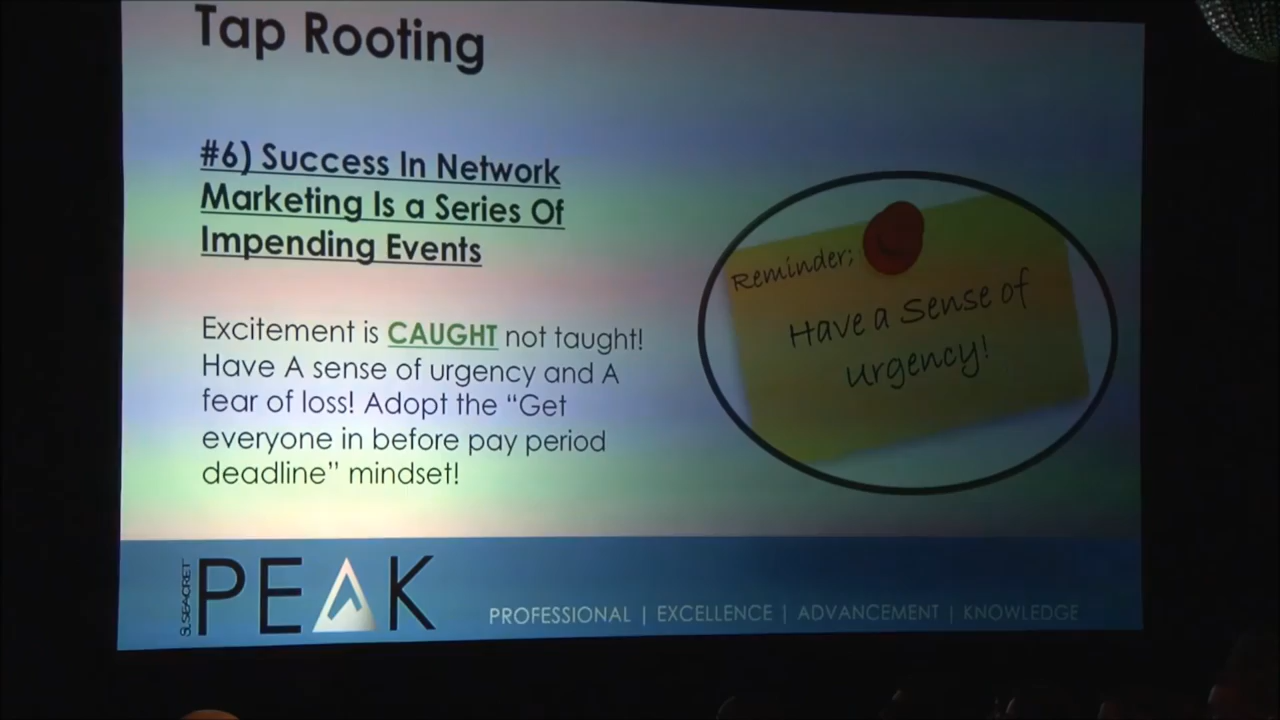 Tap Rooting
#6) Success In Network
Marketing Is a Series Of
Impending Events
Excitement is CAUGHT not taught!
Have A sense of urgency and A
fear of loss! Adopt the “Get
everyone in before pay period
deadline” mindset!
Reminder;
Have a Sense of
urgency!
SEACRET
PEAK
PROFESSIONAL | EXCELLENCE | ADVANCEMENT | KNOWLEDGE